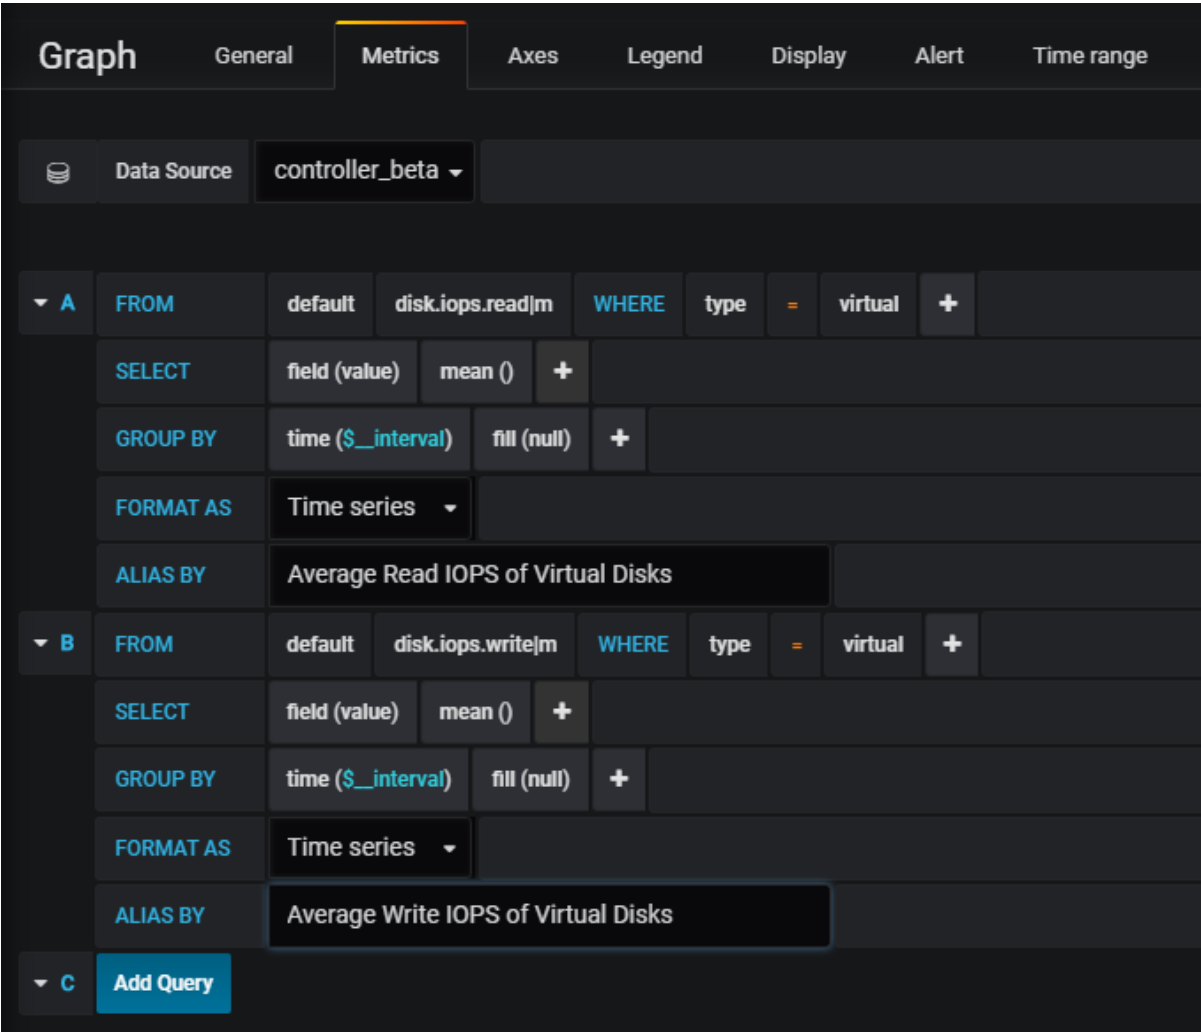 Graph General Metrics Axes Legend Display Alert Time range
Data Source controller_beta
A FROM default disk.iops.read|m WHERE type = virtual +
SELECT field (value) mean () +
GROUP BY time ($__interval) fill (null) +
FORMAT AS Time series
ALIAS BY Average Read IOPS of Virtual Disks
B FROM default disk.iops.write|m WHERE type = virtual +
SELECT field (value) mean () +
GROUP BY time ($__interval) fill (null) +
FORMAT AS Time series
ALIAS BY Average Write IOPS of Virtual Disks
C Add Query